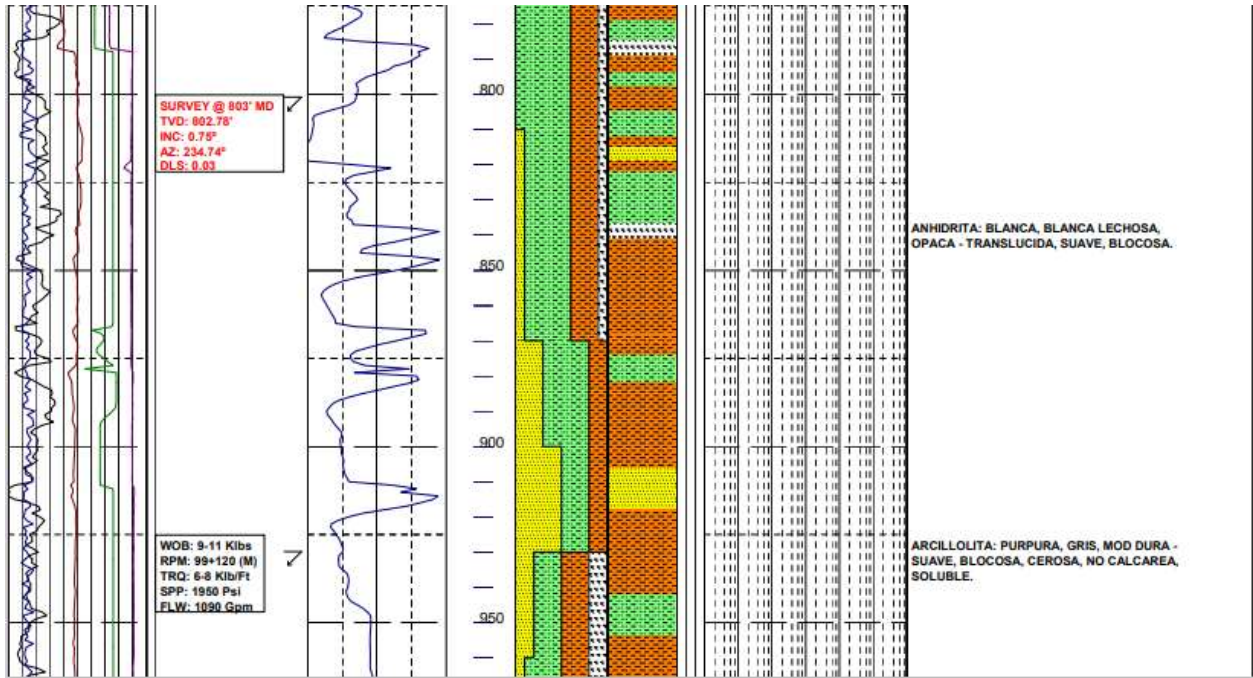 800
SURVEY @ 803' MD
TVD: 802.78'
INC: 0.75º
AZ: 234.74º
DLS: 0.03
ANHIDRITA: BLANCA, BLANCA LECHOSA,
OPACA - TRANSLUCIDA, SUAVE, BLOCOSA.
850
900
WOB: 9-11 Klbs
RPM: 99+120 (M)
TRQ: 6-8 Klb/Ft
SPP: 1950 Psi
FLW: 1090 Gpm
ARCILLOLITA: PURPURA, GRIS, MOD DURA -
SUAVE, BLOCOSA, CEROSA, NO CALCAREA,
SOLUBLE.
950